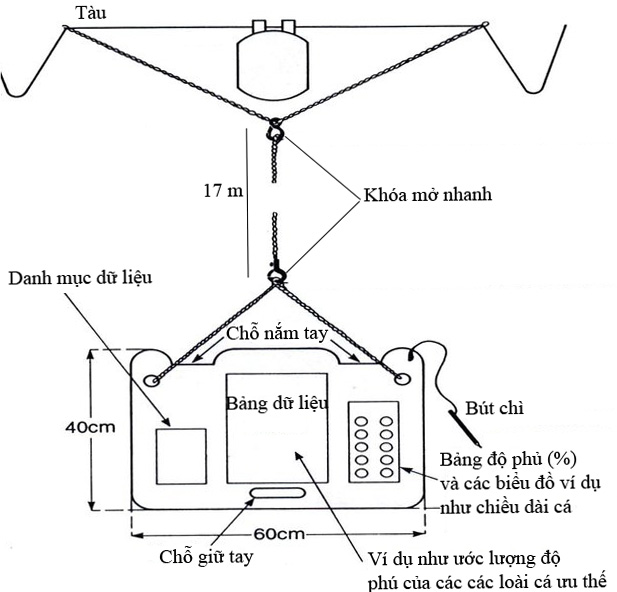 Tàu
17 m
Khóa mở nhanh
Danh mục dữ liệu
Chỗ nắm tay
Bảng dữ liệu
Bút chì
40cm
Bảng độ phủ (%)
và các biểu đồ ví dụ
như chiều dài cá
60cm
Chỗ giữ tay
Ví dụ như ước lượng độ
phú của các các loài cá ưu thế